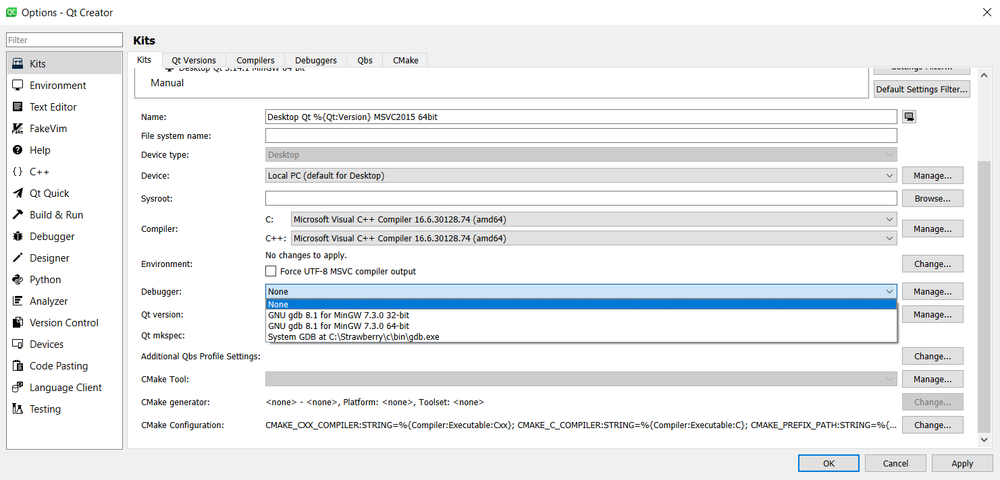 Options - Qt Creator
Filter
Kits
Environment
Text Editor
FakeVim
Help
C++
Qt Quick
Build & Run
Debugger
Designer
Python
Analyzer
Version Control
Devices
Code Pasting
Language Client
Testing
Kits
Kits Qt Versions Compilers Debuggers Qbs CMake
Desktop Qt 5.14.1 MinGW 64-bit
Manual
Settings Filter...
Default Settings Filter...
Name: Desktop Qt %{Qt:Version} MSVC2015 64bit
File system name:
Device type: Desktop
Device: Local PC (default for Desktop) Manage...
Sysroot: Browse...
Compiler: C: Microsoft Visual C++ Compiler 16.6.30128.74 (amd64)
C++: Microsoft Visual C++ Compiler 16.6.30128.74 (amd64) Manage...
Environment: No changes to apply. Change...
Force UTF-8 MSVC compiler output
Debugger: None Manage...
None
GNU gdb 8.1 for MinGW 7.3.0 32-bit
GNU gdb 8.1 for MinGW 7.3.0 64-bit
System GDB at C:\Strawberry\c\bin\gdb.exe
Qt version: Manage...
Qt mkspec:
Additional Qbs Profile Settings: Change...
CMake Tool: Manage...
CMake generator: <none> - <none>, Platform: <none>, Toolset: <none> Change...
CMake Configuration: CMAKE_CXX_COMPILER:STRING=%{Compiler:Executable:Cxx}; CMAKE_C_COMPILER:STRING=%{Compiler:Executable:C}; CMAKE_PREFIX_PATH:STRING=%{... Change...
OK Cancel Apply